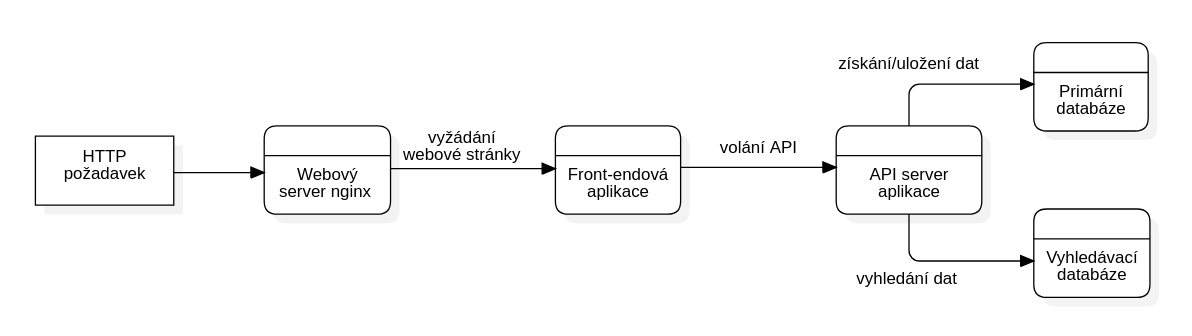 HTTP
požadavek
Webový
server nginx
vyžádání
webové stránky
Front-endová
aplikace
volání API
API server
aplikace
získání/uložení dat
Primární
databáze
vyhledání dat
Vyhledávací
databáze